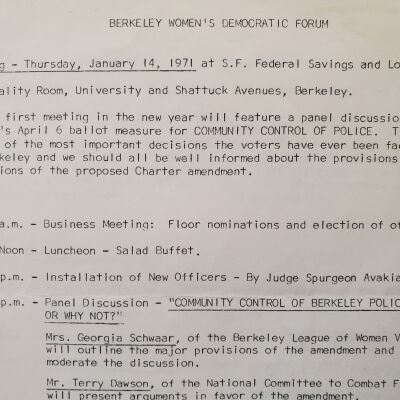 BERKELEY WOMEN'S DEMOCRATIC FORUM
g - Thursday, January 14, 1971 at S.F. Federal Savings and Lo
ality Room, University and Shattuck Avenues, Berkeley.
first meeting in the new year will feature a panel discussio
's April 6 ballot measure for COMMUNITY CONTROL OF POLICE. T
of the most important decisions the voters have ever been fac
keley and we should all be well informed about the provisions
ions of the proposed Charter amendment.
a.m. - Business Meeting: Floor nominations and election of of
Noon - Luncheon - Salad Buffet.
p.m. - Installation of New Officers - By Judge Spurgeon Avakia
p.m. - Panel Discussion - "COMMUNITY CONTROL OF BERKELEY POLIC
OR WHY NOT?"
Mrs. Georgia Schwaar, of the Berkeley League of Women V
will outline the major provisions of the amendment and
moderate the discussion.
Mr. Terry Dawson, of the National Committee to Combat F
will present arguments in favor of the amendment.